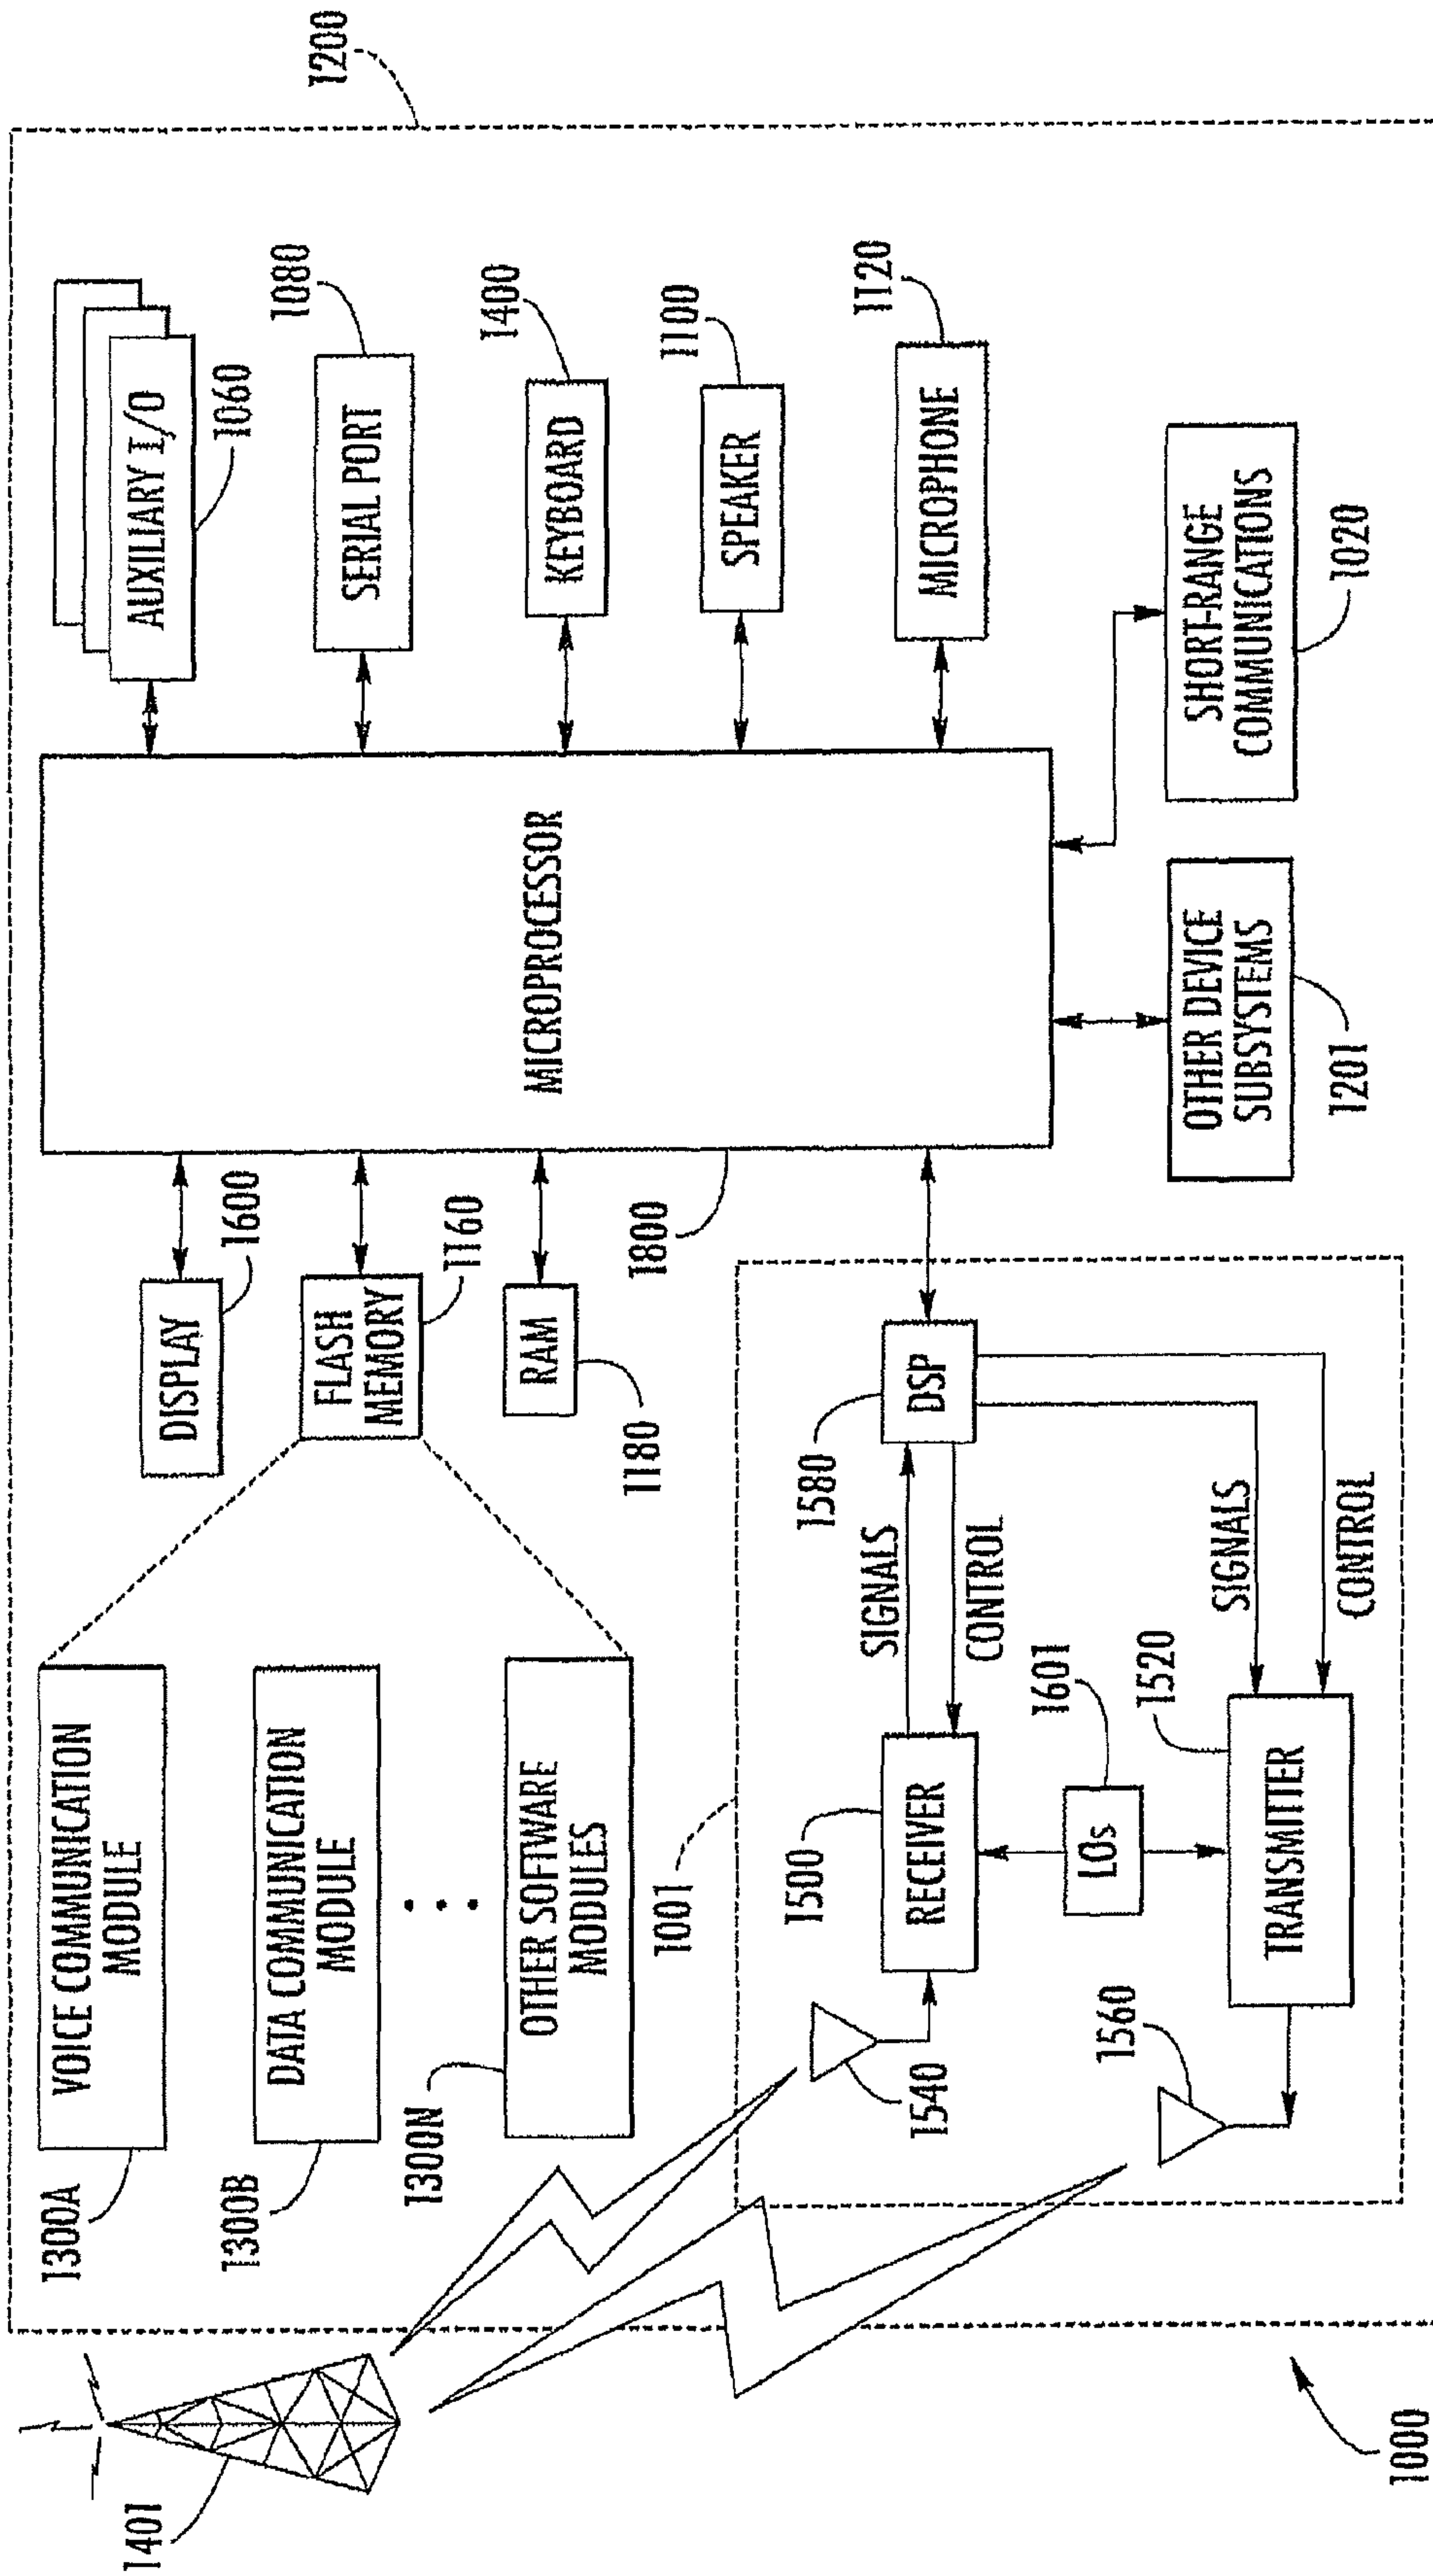 1200
VOICE COMMUNICATION
MODULE
1300A
DISPLAY
1600
AUXILIARY I/O
1060
1401
DATA COMMUNICATION
MODULE
1300B
FLASH
MEMORY
1160
SERIAL PORT
1080
OTHER SOFTWARE
MODULES
1300N
RAM
1180
MICROPROCESSOR
1800
KEYBOARD
1400
SPEAKER
1100
MICROPHONE
1120
1001
1500
RECEIVER
SIGNALS
CONTROL
1580
DSP
1540
LOs
1601
1560
TRANSMITTER
1520
SIGNALS
CONTROL
OTHER DEVICE
SUBSYSTEMS
1201
SHORT-RANGE
COMMUNICATIONS
1020
1000